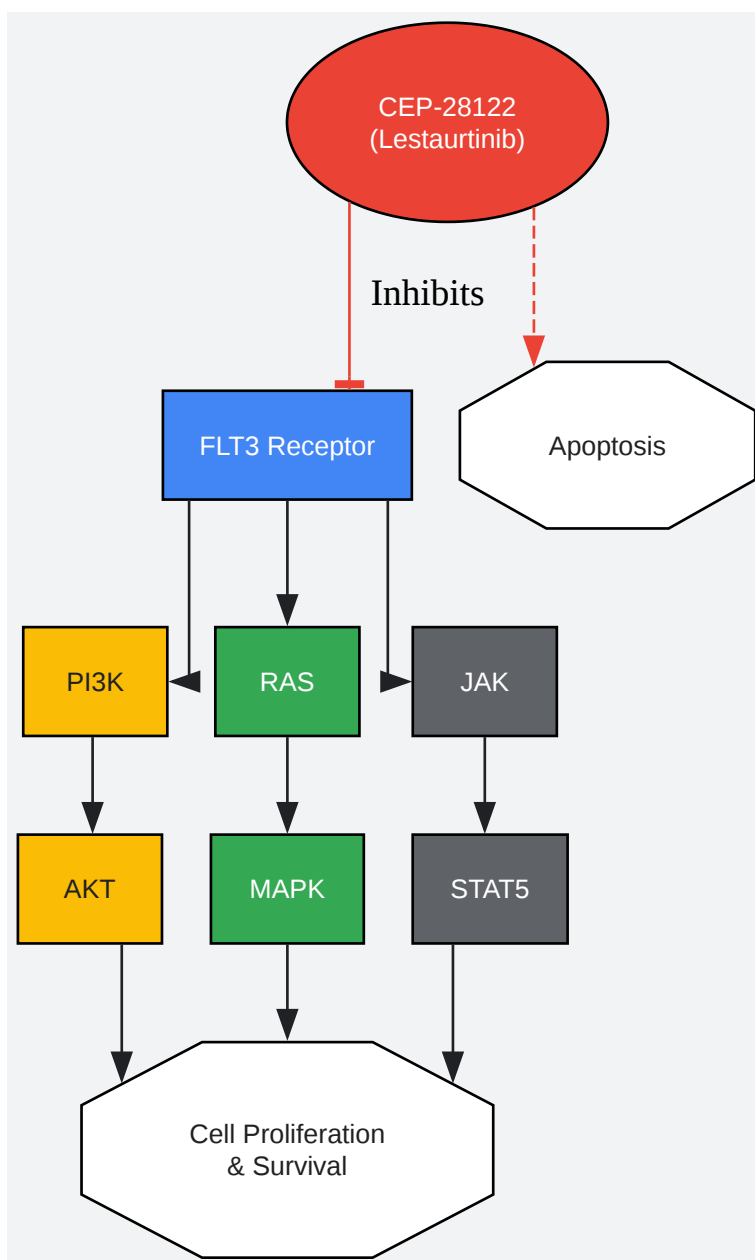 CEP-28122
(Lestaurtinib)
Inhibits
FLT3 Receptor
Apoptosis
PI3K
RAS
JAK
AKT
MAPK
STAT5
Cell Proliferation
& Survival